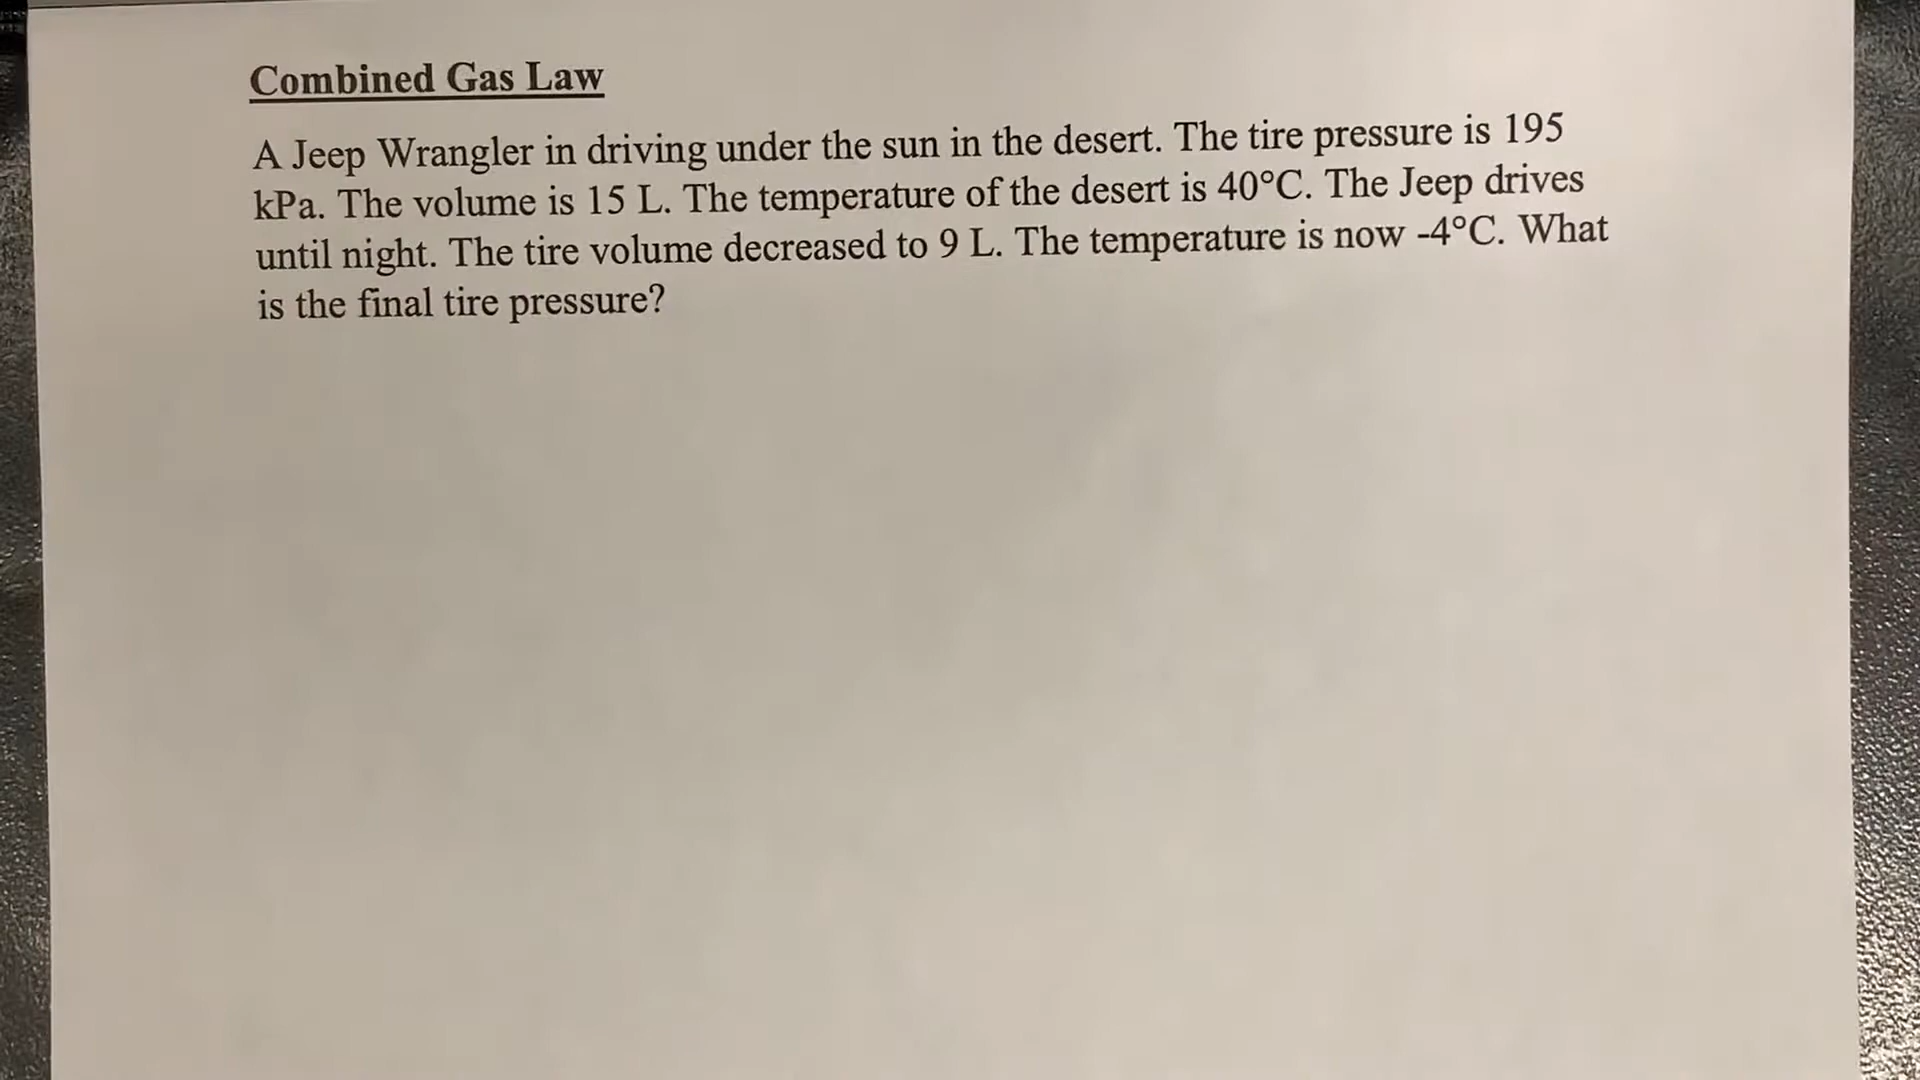 Combined Gas Law
A Jeep Wrangler in driving under the sun in the desert. The tire pressure is 195
kPa. The volume is 15 L. The temperature of the desert is 40°C. The Jeep drives
until night. The tire volume decreased to 9 L. The temperature is now -4°C. What
is the final tire pressure?